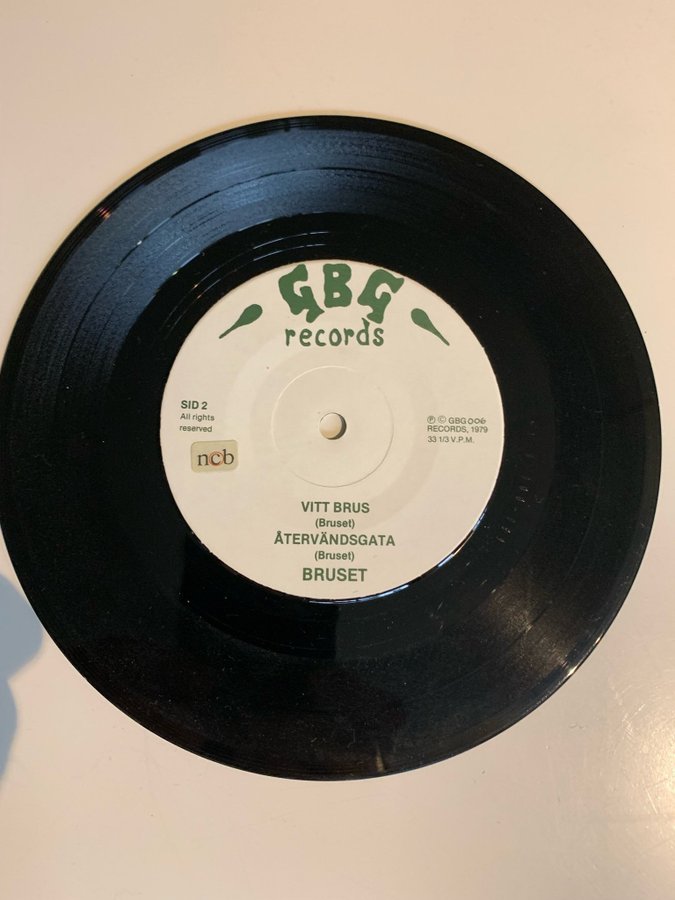 GBG
records
SID 2
All rights
reserved
ncb
Ⓟ © GBG 006
RECORDS, 1979
33 1/3 V.P.M.
VITT BRUS
(Bruset)
ÅTERVÄNDSGATA
(Bruset)
BRUSET